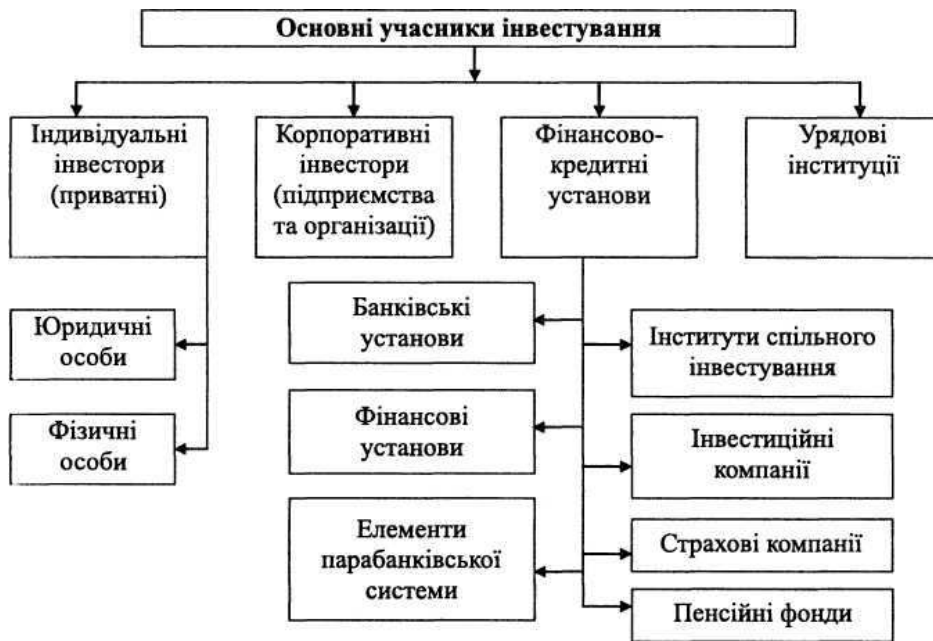 Основні учасники інвестування
Індивідуальні
інвестори
(приватні)
Корпоративні
інвестори
(підприємства
та організації)
Фінансово-
кредитні
установи
Урядові
інституції
Юридичні
особи
Фізичні
особи
Банківські
установи
Фінансові
установи
Елементи
парабанківської
системи
Інститути спільного
інвестування
Інвестиційні
компанії
Страхові компанії
Пенсійні фонди